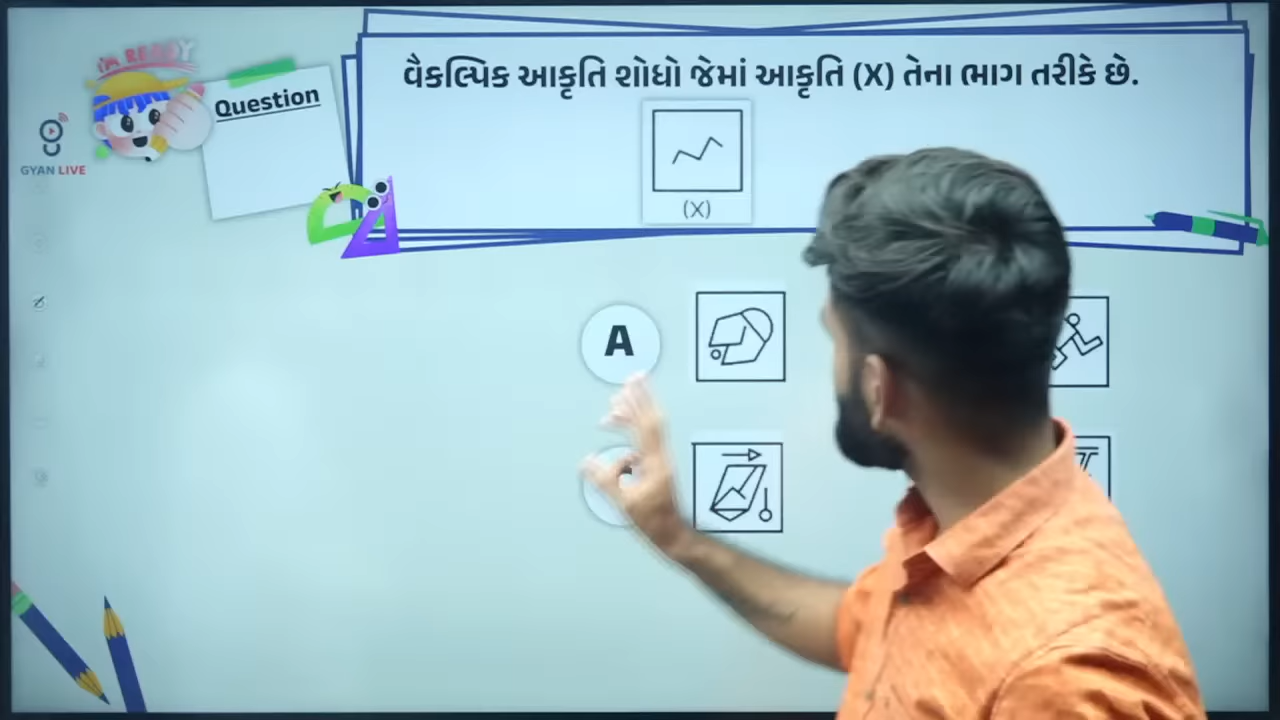 I'M READY
Question
GYAN LIVE
વૈકલ્પિક આકૃતિ શોધો જેમાં આકૃતિ (X) તેના ભાગ તરીકે છે.
(X)
A